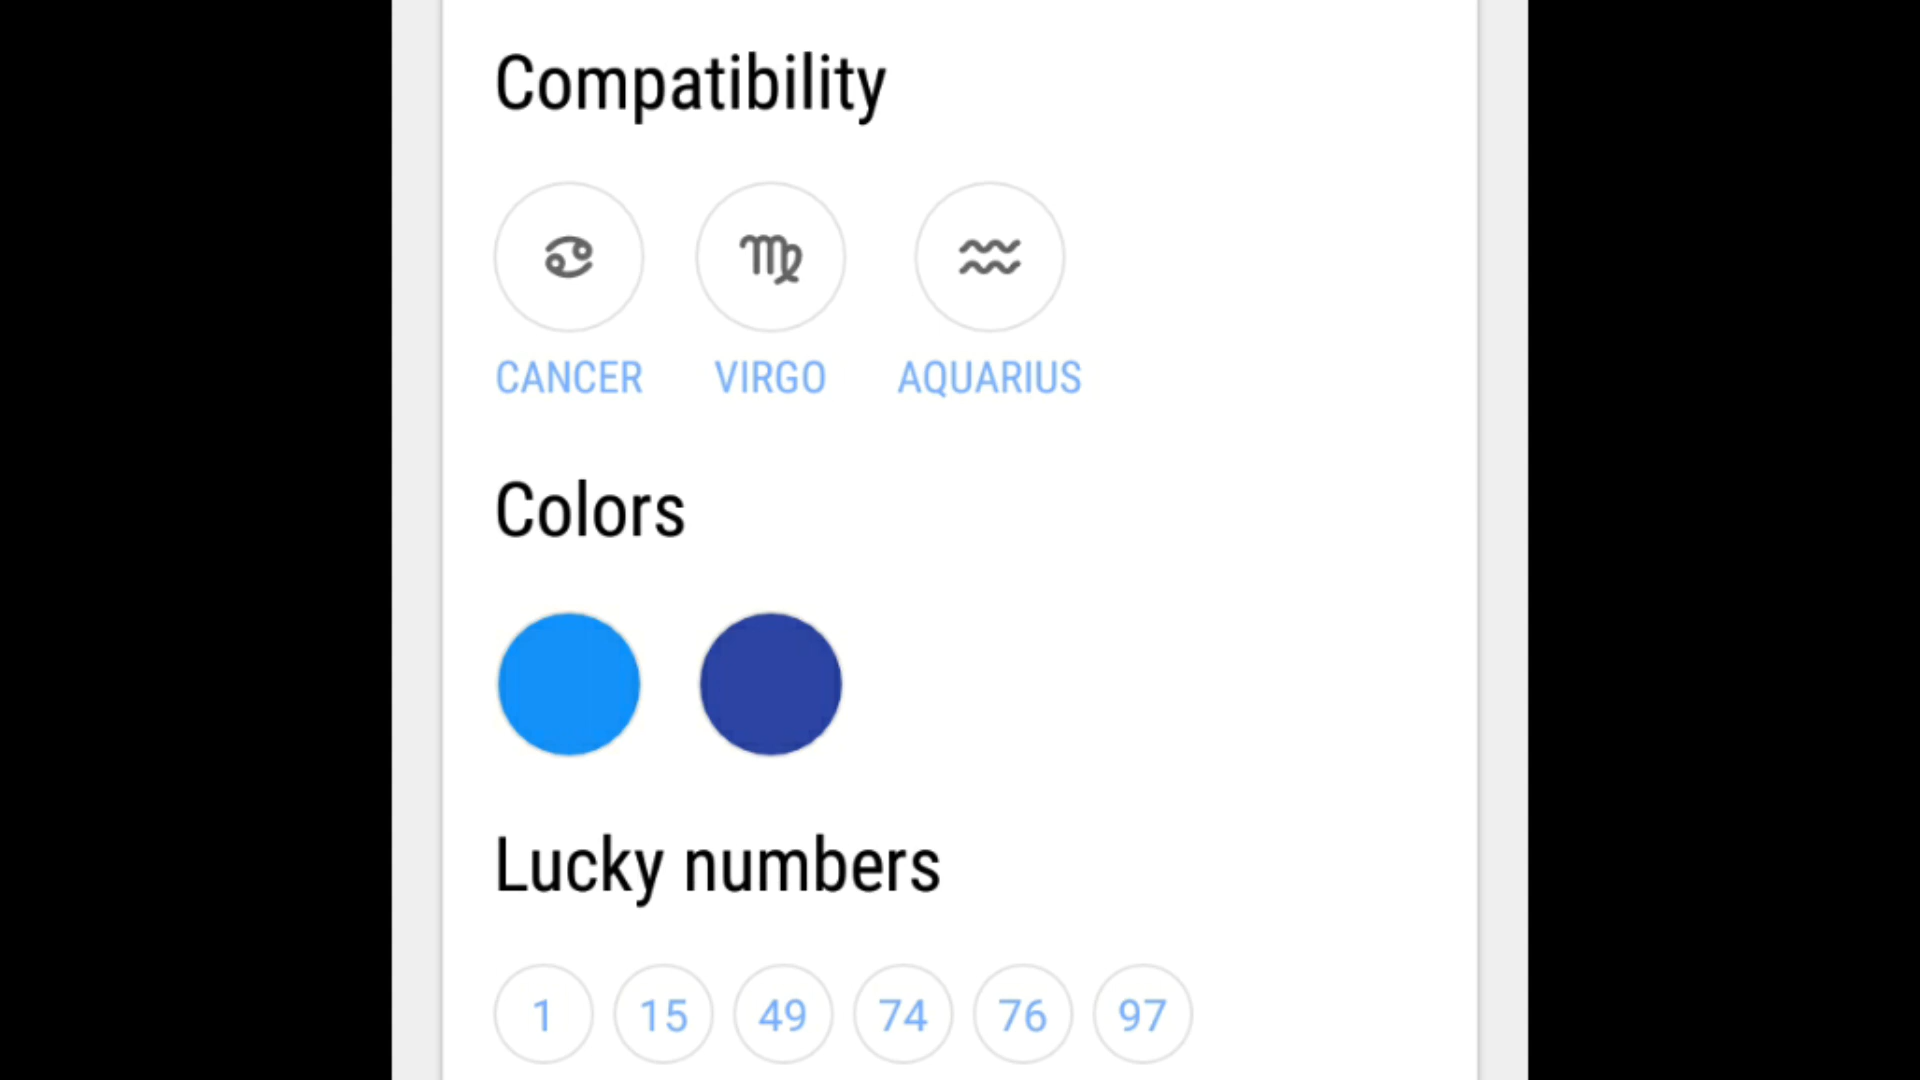 Compatibility
CANCER VIRGO AQUARIUS
Colors
Lucky numbers
1 15 49 74 76 97